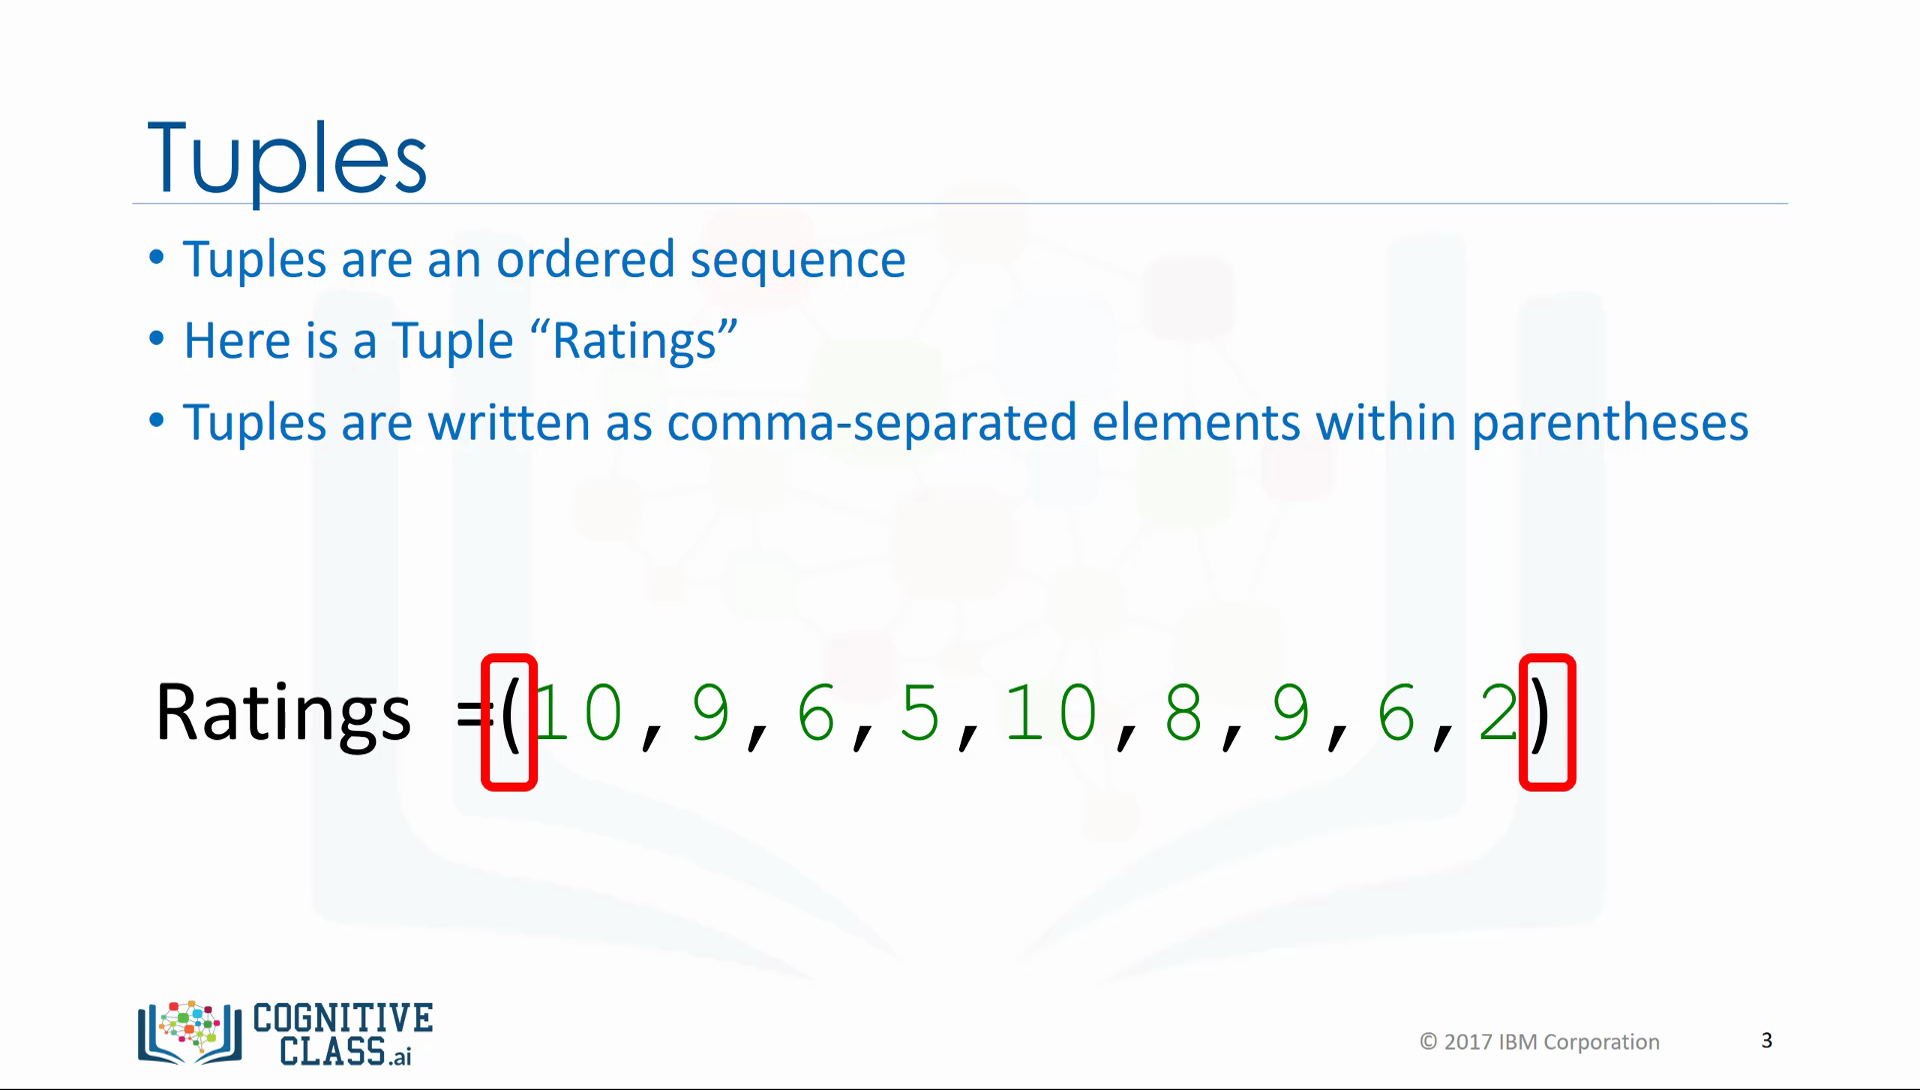 Tuples
• Tuples are an ordered sequence
• Here is a Tuple “Ratings”
• Tuples are written as comma-separated elements within parentheses
Ratings =(10,9,6,5,10,8,9,6,2)
COGNITIVE
CLASS.ai
© 2017 IBM Corporation
3